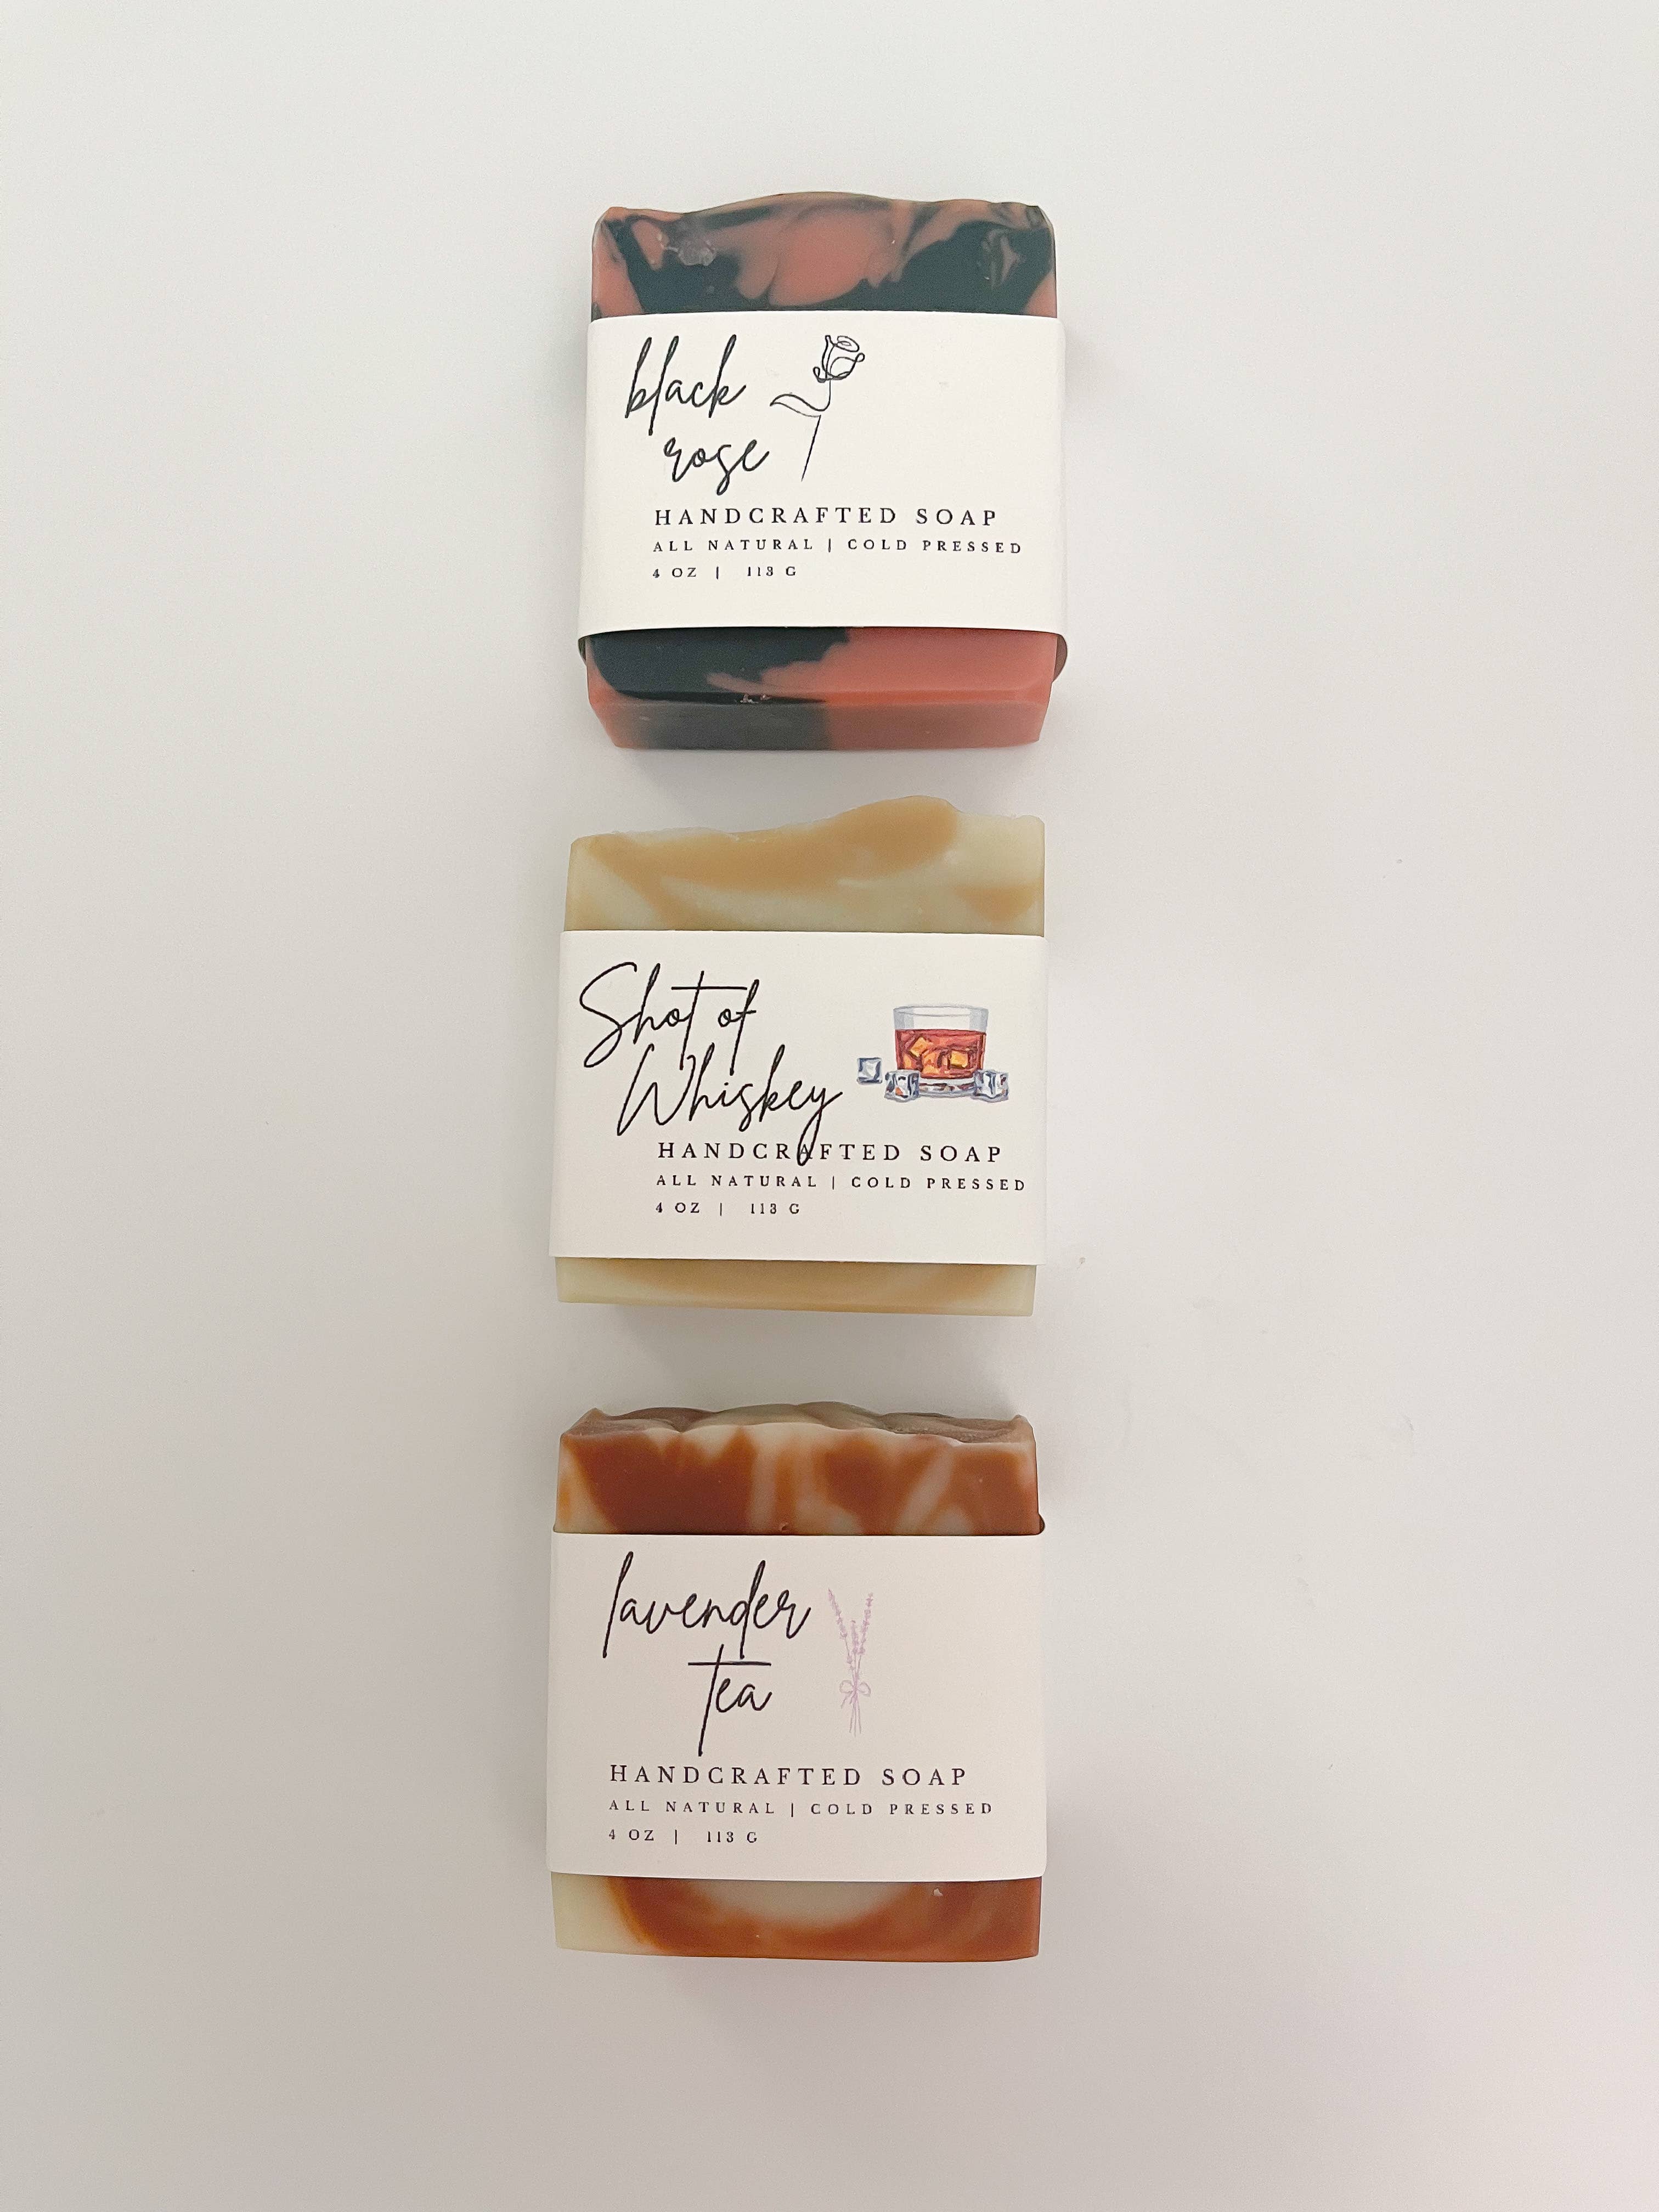 black
rose
HANDCRAFTED SOAP
ALL NATURAL | COLD PRESSED
4 OZ | 113 G
Shot of
Whiskey
HANDCRAFTED SOAP
ALL NATURAL | COLD PRESSED
4 OZ | 113 G
lavender
tea
HANDCRAFTED SOAP
ALL NATURAL | COLD PRESSED
4 OZ | 113 G